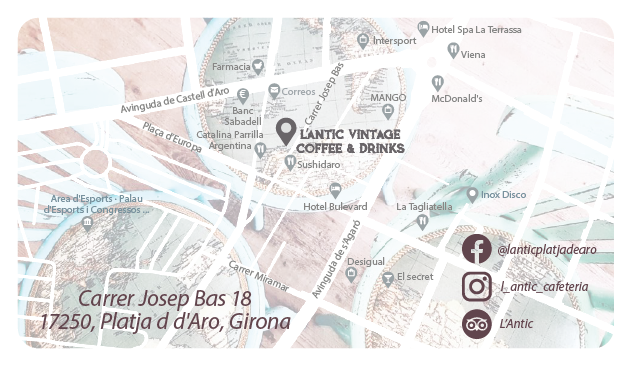 Hotel Spa La Terrassa
Intersport
Viena
Farmacia
Carrer Josep Bas
Avinguda de Castell d'Aro
Correos
McDonald's
MANGO
Banc
Sabadell
Plaça d'Europa
Catalina Parrilla
Argentina
L'ANTIC VINTAGE
COFFEE & DRINKS
Sushidaro
Hotel Bulevard
La Tagliatella
Inox Disco
Àrea d'Esports - Palau
d'Esports i Congressos ...
Avinguda de s'Agaró
Carrer Miramar
Desigual
El secret
@lanticplatjadearo
l_antic_cafeteria
L'Antic
Carrer Josep Bas 18
17250, Platja d d'Aro, Girona